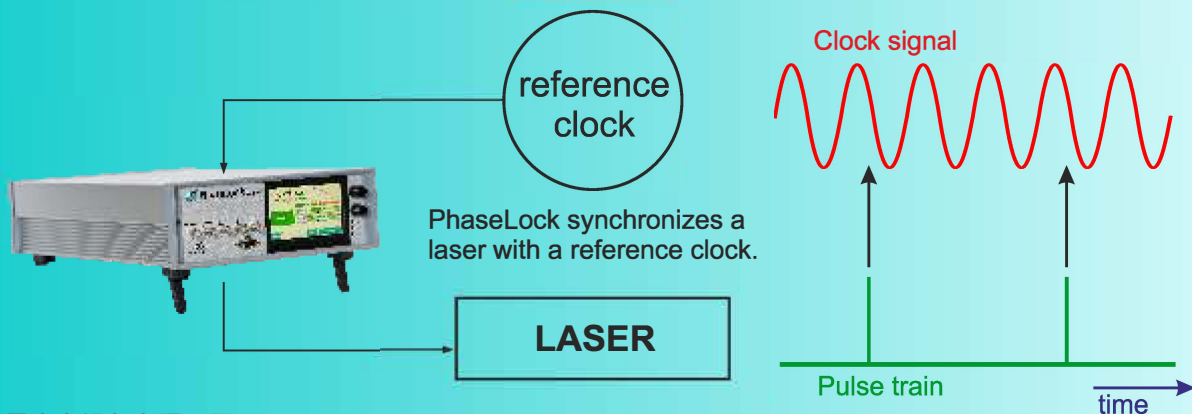 reference
clock
Clock signal
PhaseLock synchronizes a
laser with a reference clock.
LASER
Pulse train
time